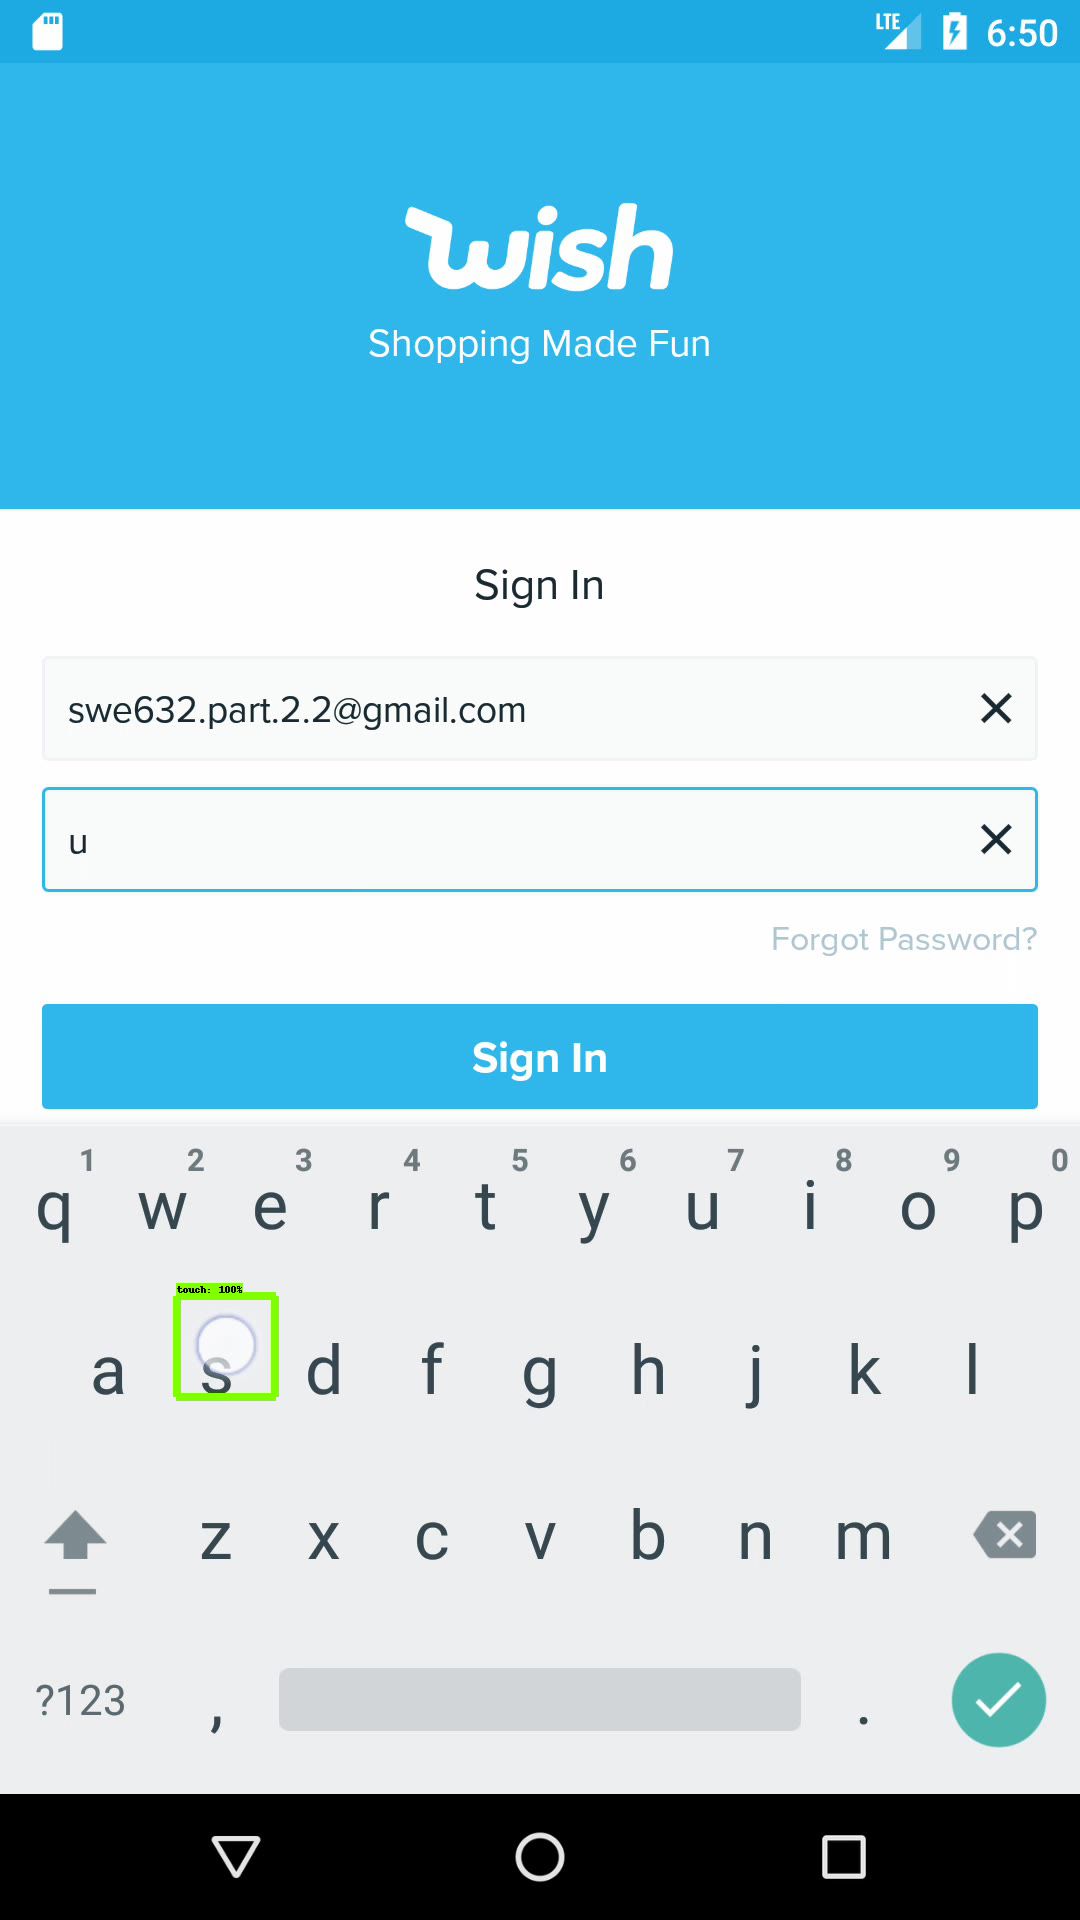 LTE 6:50
wish
Shopping Made Fun
Sign In
swe632.part.2.2@gmail.com
u
Forgot Password?
Sign In
1 2 3 4 5 6 7 8 9 0
q w e r t y u i o p
touch: 100%
a s d f g h j k l
z x c v b n m
?123 , .